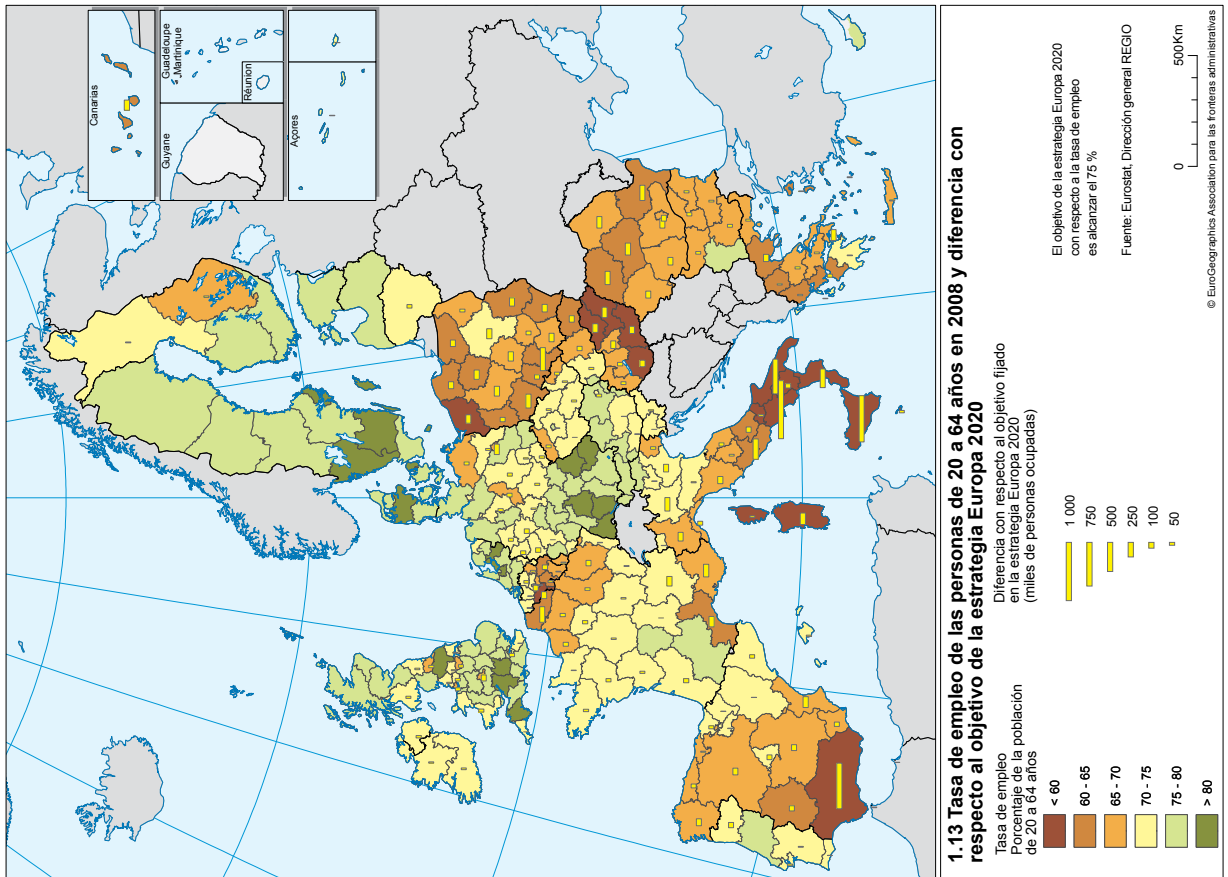 Canarias
Guadeloupe
Martinique
Guyane
Réunion
Açores
1.13 Tasa de empleo de las personas de 20 a 64 años en 2008 y diferencia con
respecto al objetivo de la estrategia Europa 2020
Tasa de empleo
Porcentaje de la población
de 20 a 64 años
< 60
60 - 65
65 - 70
70 - 75
75 - 80
> 80
Diferencia con respecto al objetivo fijado
en la estrategia Europa 2020
(miles de personas ocupadas)
1 000
750
500
250
100
50
El objetivo de la estrategia Europa 2020
con respecto a la tasa de empleo
es alcanzar el 75 %
Fuente: Eurostat, Dirección general REGIO
0
500Km
© EuroGeographics Association para las fronteras administrativas